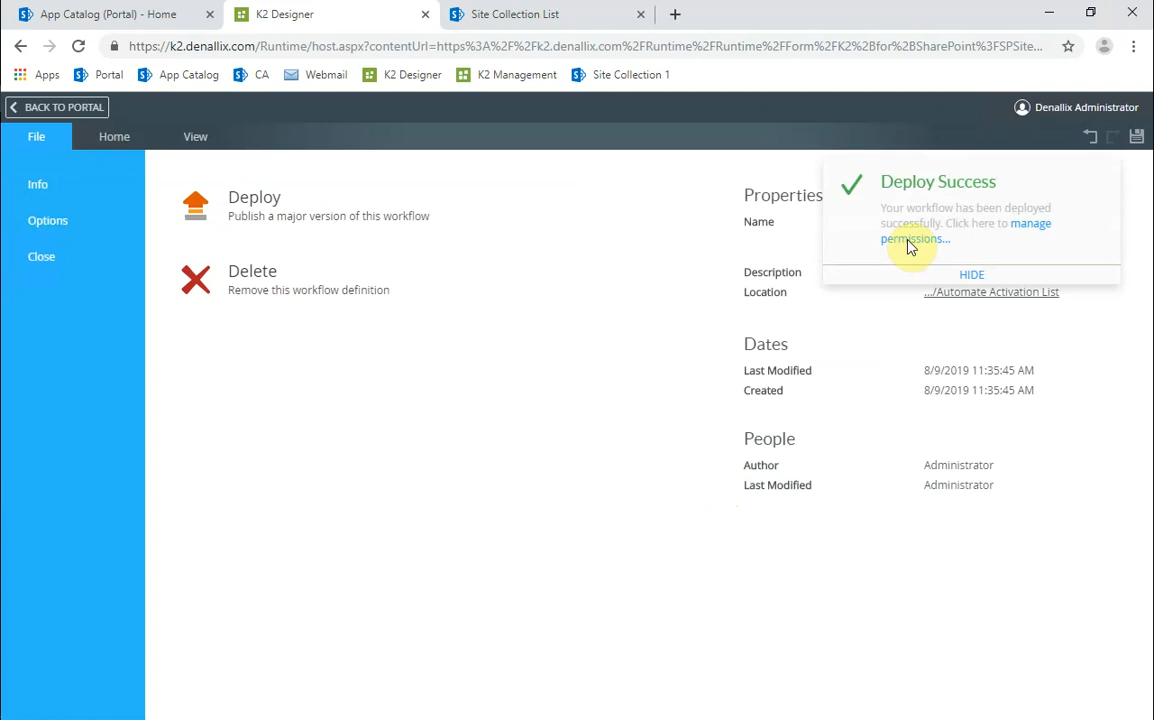 App Catalog (Portal) - Home
K2 Designer
Site Collection List
https://k2.denallix.com/Runtime/host.aspx?contentUrl=https%3A%2F%2Fk2.denallix.com%2FRuntime%2FRuntime%2FForm%2FK2%2Bfor%2BSharePoint%3FSPSite...
Apps
Portal
App Catalog
CA
Webmail
K2 Designer
K2 Management
Site Collection 1
BACK TO PORTAL
Denallix Administrator
File
Home
View
Info
Options
Close
Deploy
Publish a major version of this workflow
Delete
Remove this workflow definition
Deploy Success
Your workflow has been deployed
successfully. Click here to manage
permissions...
HIDE
Properties
Name
Description
Location .../Automate Activation List
Dates
Last Modified 8/9/2019 11:35:45 AM
Created 8/9/2019 11:35:45 AM
People
Author Administrator
Last Modified Administrator